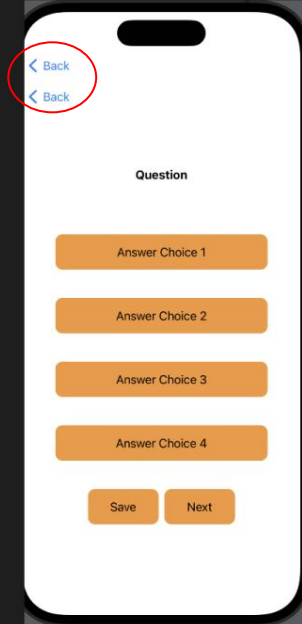 Back
Back
Question
Answer Choice 1
Answer Choice 2
Answer Choice 3
Answer Choice 4
Save Next